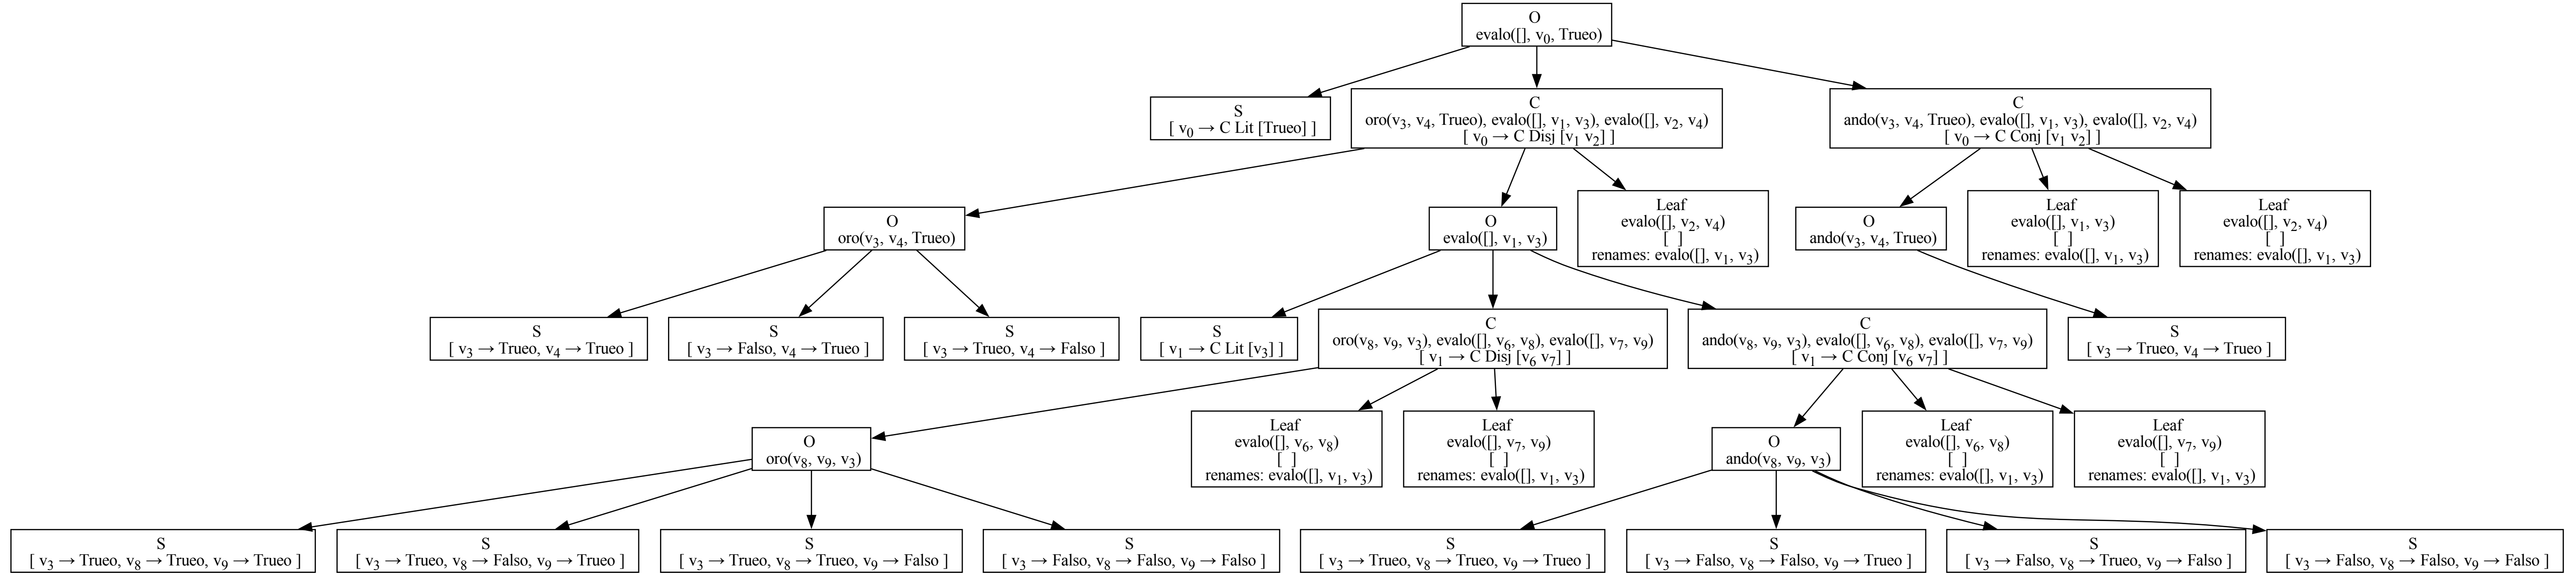 O
evalo([], v₀, Trueo)
S
[ v₀ → C Lit [Trueo] ]
C
oro(v₃, v₄, Trueo), evalo([], v₁, v₃), evalo([], v₂, v₄)
[ v₀ → C Disj [v₁ v₂] ]
C
ando(v₃, v₄, Trueo), evalo([], v₁, v₃), evalo([], v₂, v₄)
[ v₀ → C Conj [v₁ v₂] ]
O
oro(v₃, v₄, Trueo)
O
evalo([], v₁, v₃)
Leaf
evalo([], v₂, v₄)
[ ]
renames: evalo([], v₁, v₃)
O
ando(v₃, v₄, Trueo)
Leaf
evalo([], v₁, v₃)
[ ]
renames: evalo([], v₁, v₃)
Leaf
evalo([], v₂, v₄)
[ ]
renames: evalo([], v₁, v₃)
S
[ v₃ → Trueo, v₄ → Trueo ]
S
[ v₃ → Falso, v₄ → Trueo ]
S
[ v₃ → Trueo, v₄ → Falso ]
S
[ v₁ → C Lit [v₃] ]
C
oro(v₈, v₉, v₃), evalo([], v₆, v₈), evalo([], v₇, v₉)
[ v₁ → C Disj [v₆ v₇] ]
C
ando(v₈, v₉, v₃), evalo([], v₆, v₈), evalo([], v₇, v₉)
[ v₁ → C Conj [v₆ v₇] ]
S
[ v₃ → Trueo, v₄ → Trueo ]
O
oro(v₈, v₉, v₃)
Leaf
evalo([], v₆, v₈)
[ ]
renames: evalo([], v₁, v₃)
Leaf
evalo([], v₇, v₉)
[ ]
renames: evalo([], v₁, v₃)
O
ando(v₈, v₉, v₃)
Leaf
evalo([], v₆, v₈)
[ ]
renames: evalo([], v₁, v₃)
Leaf
evalo([], v₇, v₉)
[ ]
renames: evalo([], v₁, v₃)
S
[ v₃ → Trueo, v₈ → Trueo, v₉ → Trueo ]
S
[ v₃ → Trueo, v₈ → Falso, v₉ → Trueo ]
S
[ v₃ → Trueo, v₈ → Trueo, v₉ → Falso ]
S
[ v₃ → Falso, v₈ → Falso, v₉ → Falso ]
S
[ v₃ → Trueo, v₈ → Trueo, v₉ → Trueo ]
S
[ v₃ → Falso, v₈ → Falso, v₉ → Trueo ]
S
[ v₃ → Falso, v₈ → Trueo, v₉ → Falso ]
S
[ v₃ → Falso, v₈ → Falso, v₉ → Falso ]